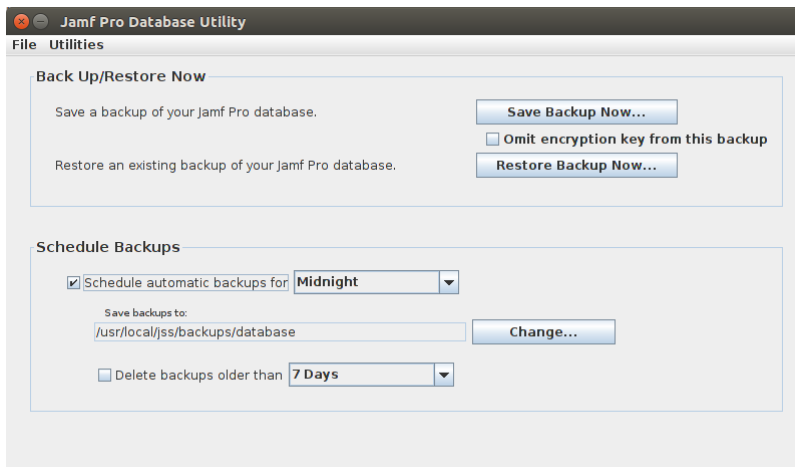 Jamf Pro Database Utility
File Utilities
Back Up/Restore Now
Save a backup of your Jamf Pro database. Save Backup Now...
Omit encryption key from this backup
Restore an existing backup of your Jamf Pro database. Restore Backup Now...
Schedule Backups
Schedule automatic backups for Midnight
Save backups to:
/usr/local/jss/backups/database Change...
Delete backups older than 7 Days